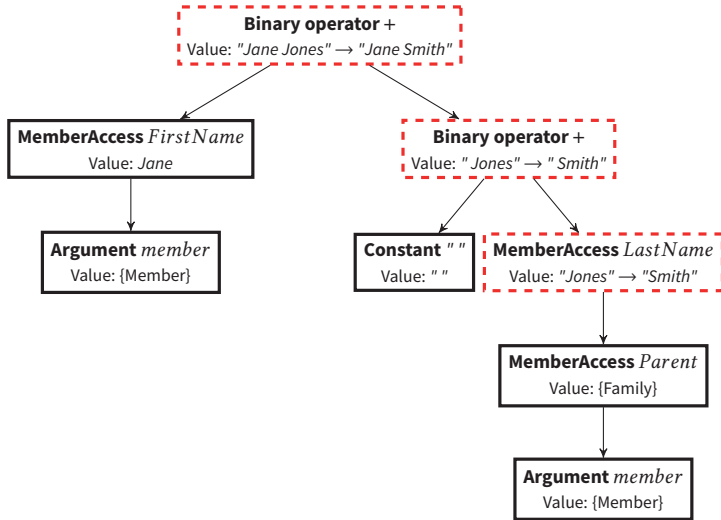 Binary operator +
Value: "Jane Jones" → "Jane Smith"
MemberAccess FirstName
Value: Jane
Binary operator +
Value: " Jones" → " Smith"
Argument member
Value: {Member}
Constant " "
Value: " "
MemberAccess LastName
Value: "Jones" → "Smith"
MemberAccess Parent
Value: {Family}
Argument member
Value: {Member}